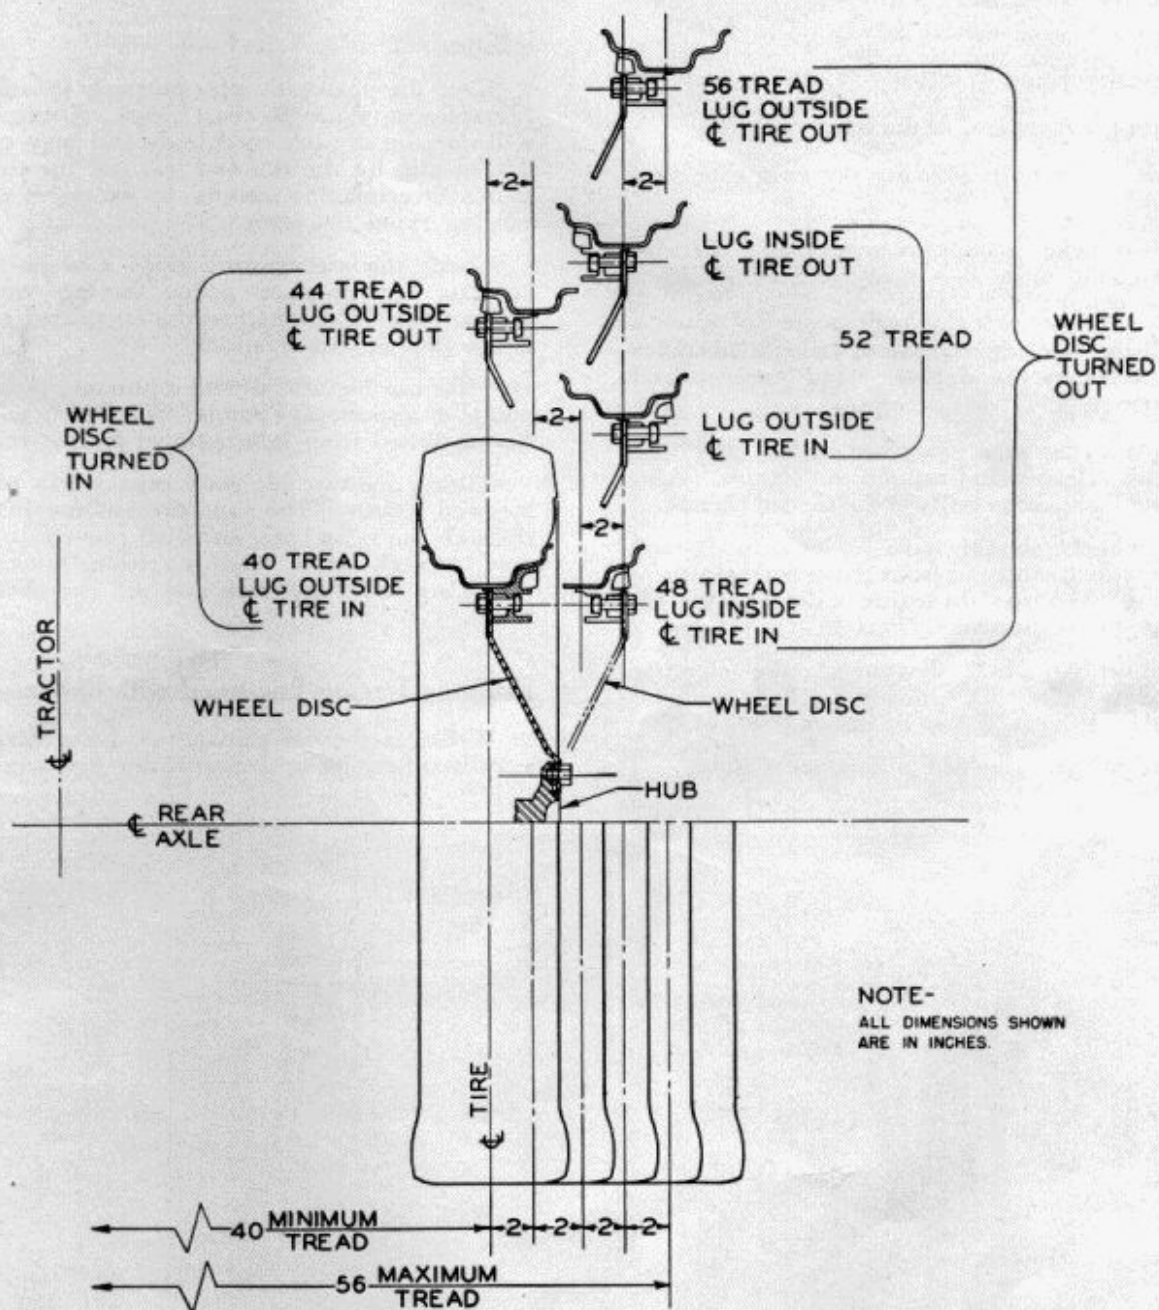 56 TREAD
LUG OUTSIDE
℄ TIRE OUT
2
2
LUG INSIDE
℄ TIRE OUT
44 TREAD
LUG OUTSIDE
℄ TIRE OUT
52 TREAD
WHEEL
DISC
TURNED
OUT
WHEEL
DISC
TURNED
IN
2
LUG OUTSIDE
℄ TIRE IN
2
40 TREAD
LUG OUTSIDE
℄ TIRE IN
48 TREAD
LUG INSIDE
℄ TIRE IN
℄ TRACTOR
WHEEL DISC
WHEEL DISC
HUB
℄ REAR
AXLE
NOTE-
ALL DIMENSIONS SHOWN
ARE IN INCHES.
℄ TIRE
40 MINIMUM
TREAD
2 2 2 2
56 MAXIMUM
TREAD